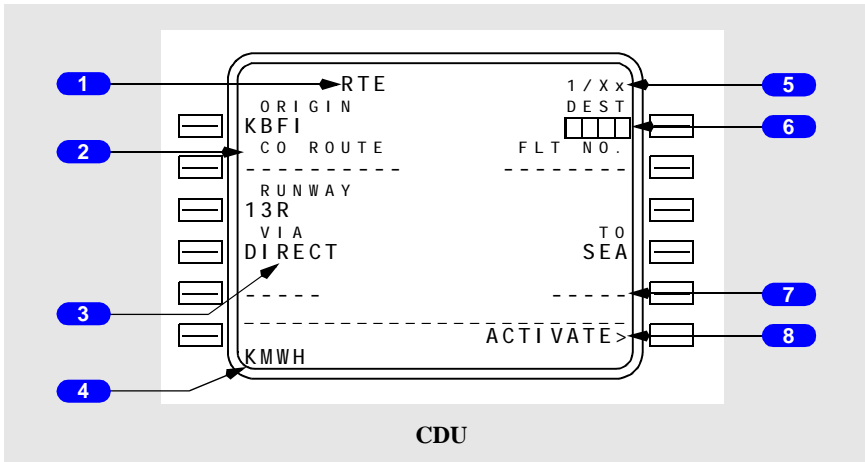 1 RTE 1/Xx 5
ORIGIN DEST
KBFI 6
2 CO ROUTE FLT NO.
---------- --------
RUNWAY
13R
VIA TO
DIRECT SEA
3 ----- ----- 7
ACTIVATE> 8
KMWH
4
CDU